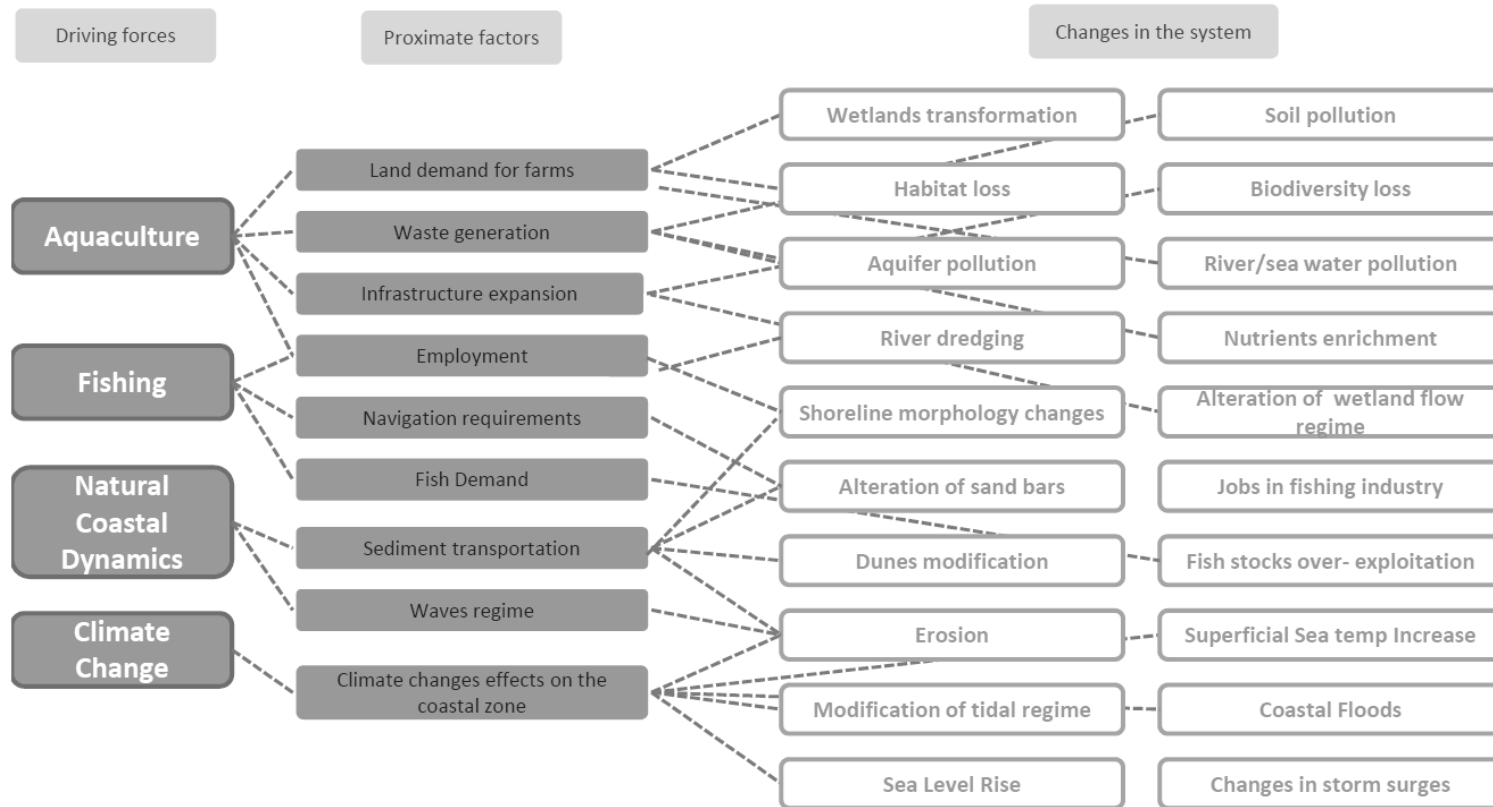 Driving forces
Proximate factors
Changes in the system
Aquaculture
Fishing
Natural
Coastal
Dynamics
Climate
Change
Land demand for farms
Waste generation
Infrastructure expansion
Employment
Navigation requirements
Fish Demand
Sediment transportation
Waves regime
Climate changes effects on the
coastal zone
Wetlands transformation
Habitat loss
Aquifer pollution
River dredging
Shoreline morphology changes
Alteration of sand bars
Dunes modification
Erosion
Modification of tidal regime
Sea Level Rise
Soil pollution
Biodiversity loss
River/sea water pollution
Nutrients enrichment
Alteration of wetland flow
regime
Jobs in fishing industry
Fish stocks over- exploitation
Superficial Sea temp Increase
Coastal Floods
Changes in storm surges